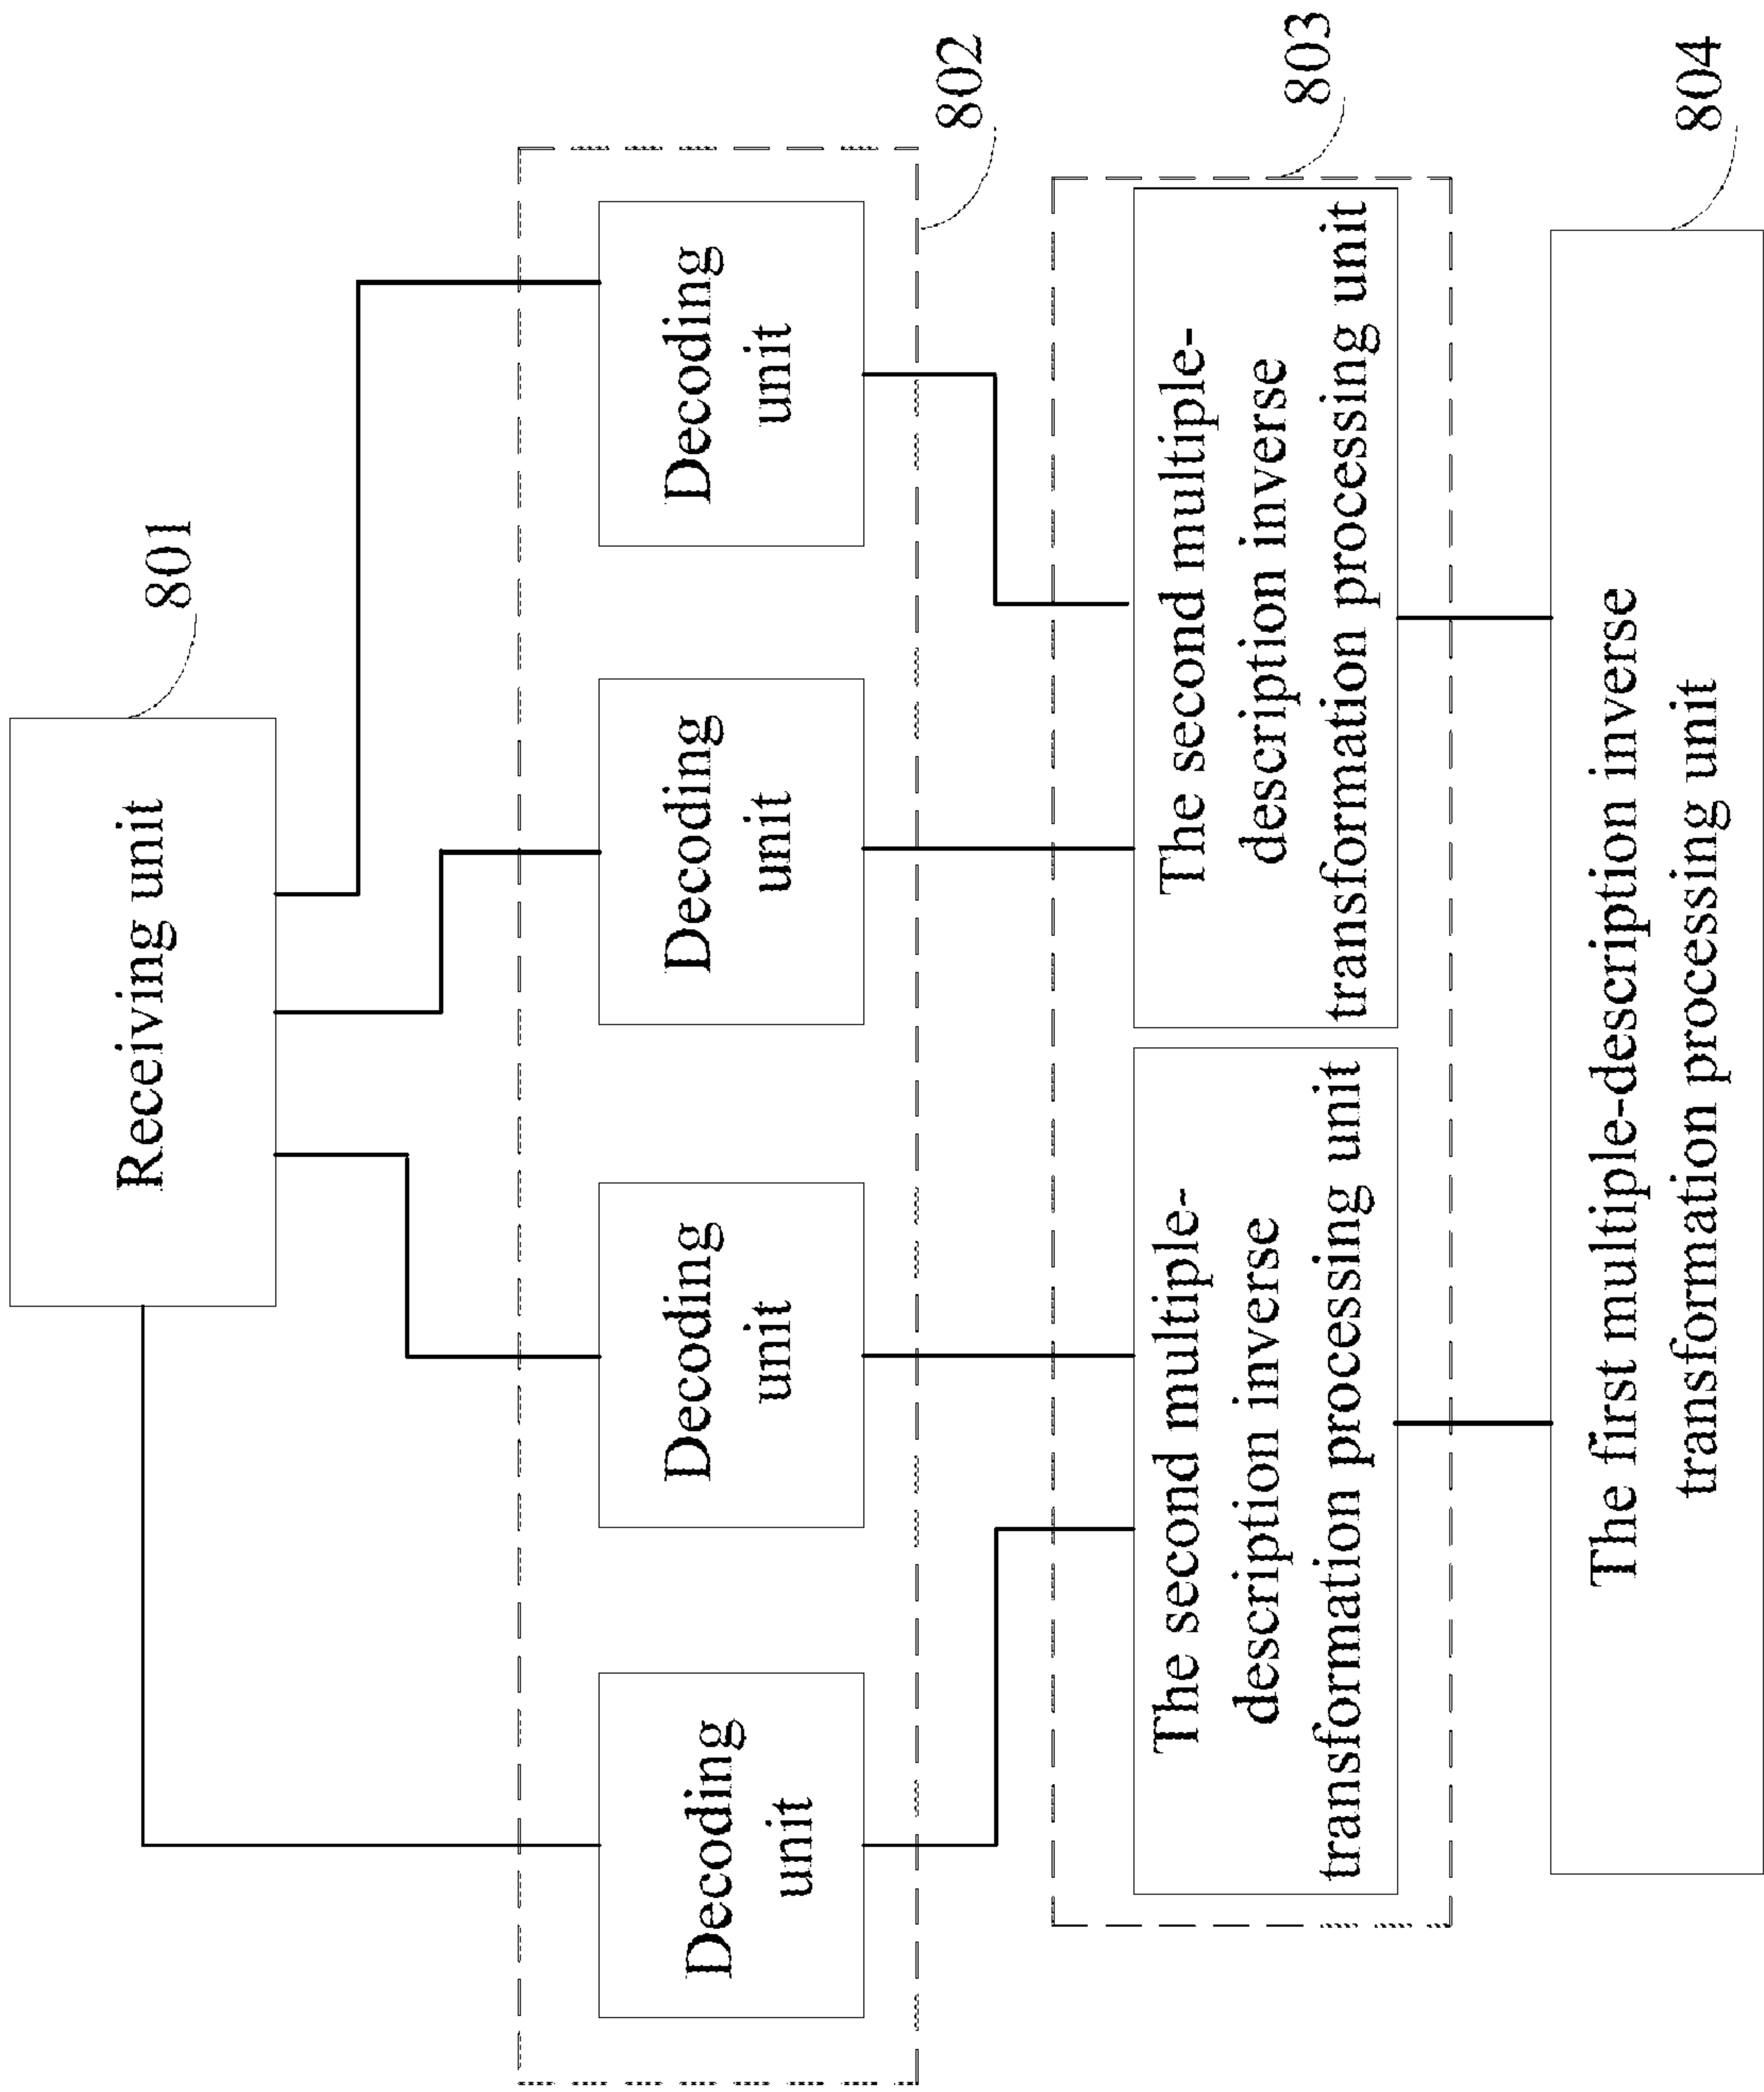 801
Receiving unit
802
Decoding
unit
Decoding
unit
Decoding
unit
Decoding
unit
803
The second multiple-
description inverse
transformation processing unit
The second multiple-
description inverse
transformation processing unit
804
The first multiple-description inverse
transformation processing unit